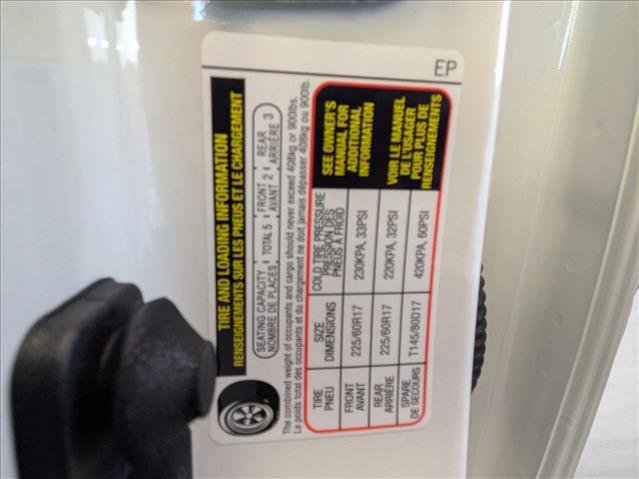 EP
TIRE AND LOADING INFORMATION
RENSEIGNEMENTS SUR LES PNEUS ET LE CHARGEMENT
SEATING CAPACITY TOTAL 5 FRONT 2 REAR 3
NOMBRE DE PLACES AVANT ARRIÈRE
The combined weight of occupants and cargo should never exceed 408kg or 900lbs.
Le poids total des occupants et du chargement ne doit jamais dépasser 408kg ou 900lb.
TIRE SIZE COLD TIRE PRESSURE
PNEU DIMENSIONS PRESSION DES
PNEUS À FROID
FRONT 225/60R17 230KPA, 33PSI
AVANT
REAR 225/60R17 220KPA, 32PSI
ARRIÈRE
SPARE T145/80D17 420KPA, 60PSI
DE SECOURS
SEE OWNER'S
MANUAL FOR
ADDITIONAL
INFORMATION
VOIR LE MANUEL
DE L'USAGER
POUR PLUS DE
RENSEIGNEMENTS